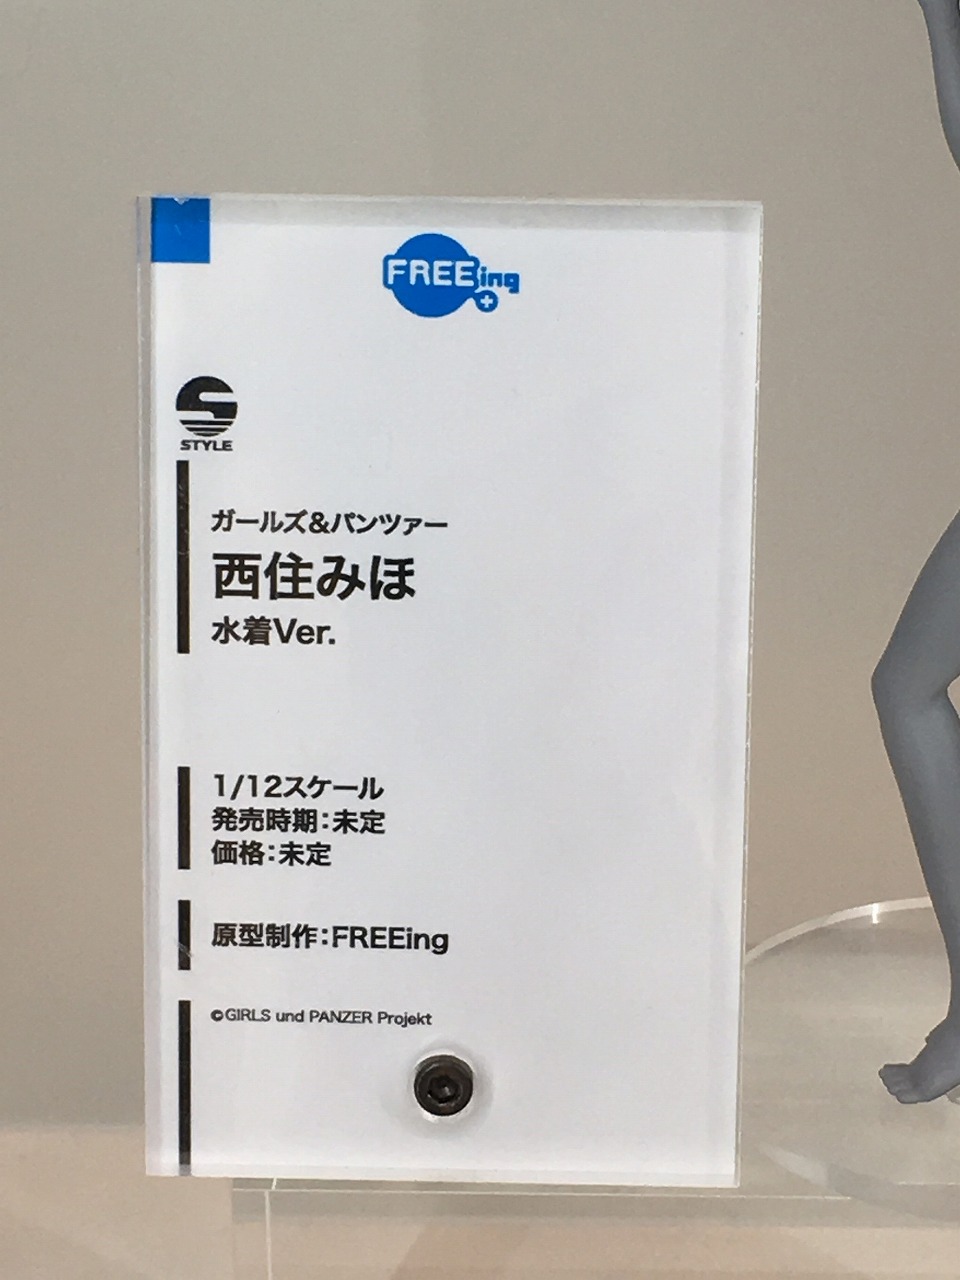 FREEing
S
STYLE
ガールズ&パンツァー
西住みほ
水着Ver.
1/12スケール
発売時期:未定
価格:未定
原型制作:FREEing
©GIRLS und PANZER Projekt